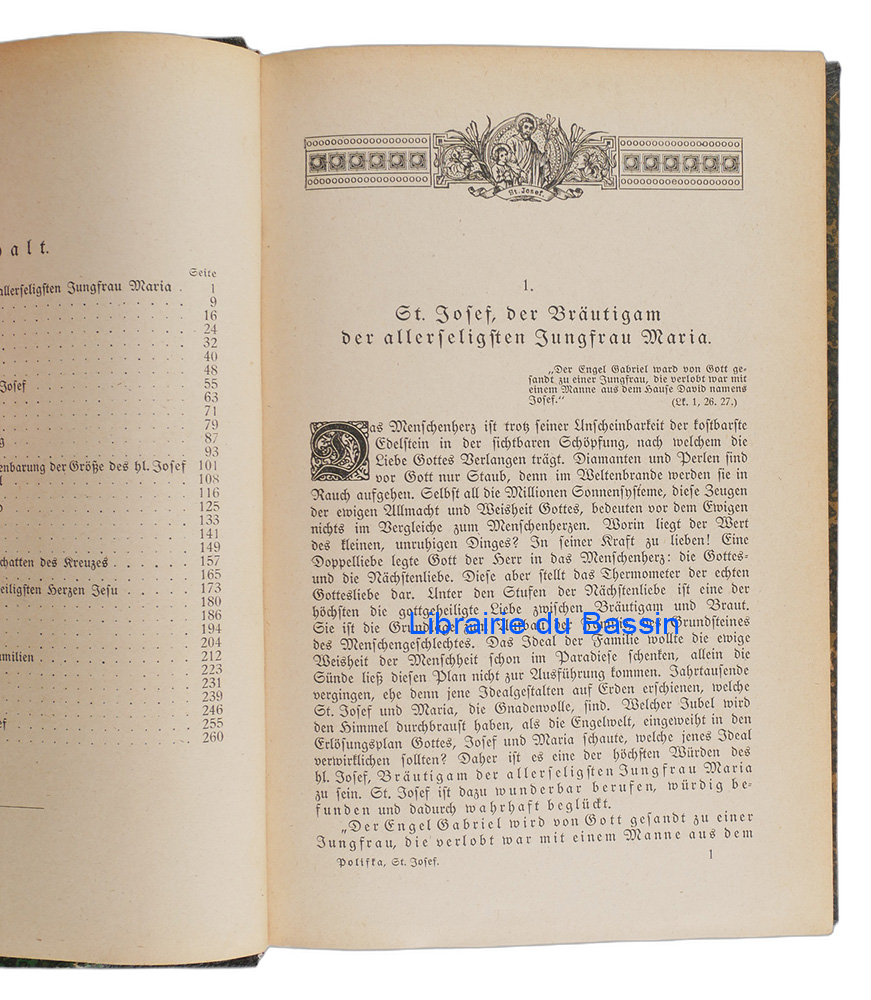 alt.
Seite
allerseligsten Jungfrau Maria . 1
9
16
24
32
40
48
Josef 55
63
71
79
87
93
enbarung der Größe des hl. Josef 101
108
116
125
133
141
149
chatten des Kreuzes 157
165
eiligsten Herzen Jesu 173
180
186
194
204
amilien 212
223
231
239
246
ef 255
260
St. Josef.
1.
St. Josef, der Bräutigam
der allerseligsten Jungfrau Maria.
„Der Engel Gabriel ward von Gott ge-
sandt zu einer Jungfrau, die verlobt war mit
einem Manne aus dem Hause David namens
Josef.“ (Lk. 1, 26. 27.)
Das Menschenherz ist trotz seiner Unscheinbarkeit der kostbarste
Edelstein in der sichtbaren Schöpfung, nach welchem die
Liebe Gottes Verlangen trägt. Diamanten und Perlen sind
vor Gott nur Staub, denn im Weltenbrande werden sie in
Rauch aufgehen. Selbst all die Millionen Sonnensysteme, diese Zeugen
der ewigen Allmacht und Weisheit Gottes, bedeuten vor dem Ewigen
nichts im Vergleiche zum Menschenherzen. Worin liegt der Wert
des kleinen, unruhigen Dinges? In seiner Kraft zu lieben! Eine
Doppelliebe legte Gott der Herr in das Menschenherz: die Gottes-
und die Nächstenliebe. Diese aber stellt das Thermometer der echten
Gottesliebe dar. Unter den Stufen der Nächstenliebe ist eine der
höchsten die gottgeheiligte Liebe zwischen Bräutigam und Braut.
Sie ist die Grundlage zum Aufbau der Familie, des Grundsteines
Librairie du Bassin
des Menschengeschlechtes. Das Ideal der Familie wollte die ewige
Weisheit der Menschheit schon im Paradiese schenken, allein die
Sünde ließ diesen Plan nicht zur Ausführung kommen. Jahrtausende
vergingen, ehe denn jene Idealgestalten auf Erden erschienen, welche
St. Josef und Maria, die Gnadenvolle, sind. Welcher Jubel wird
den Himmel durchbraust haben, als die Engelwelt, eingeweiht in den
Erlösungsplan Gottes, Josef und Maria schaute, welche jenes Ideal
verwirklichen sollten? Daher ist es eine der höchsten Würden des
hl. Josef, Bräutigam der allerseligsten Jungfrau Maria
zu sein. St. Josef ist dazu wunderbar berufen, würdig be-
funden und dadurch wahrhaft beglückt.
„Der Engel Gabriel wird von Gott gesandt zu einer
Jungfrau, die verlobt war mit einem Manne aus dem
Polifka, St. Josef. 1